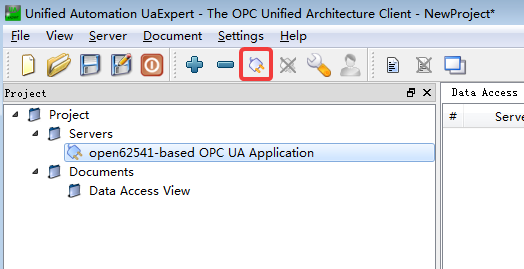 Unified Automation UaExpert - The OPC Unified Architecture Client - NewProject*
File View Server Document Settings Help
Project
Data Access
# Serve
Project
Servers
open62541-based OPC UA Application
Documents
Data Access View